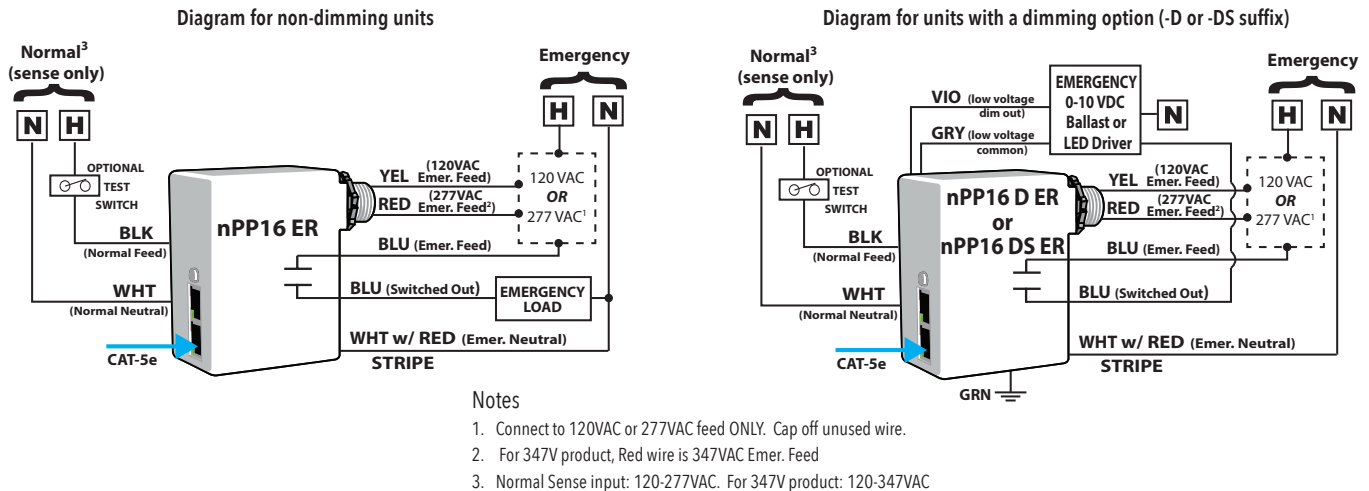 Diagram for non-dimming units
Normal³
(sense only)
N H
OPTIONAL
TEST
SWITCH
BLK
(Normal Feed)
WHT
(Normal Neutral)
CAT-5e
nPP16 ER
Emergency
H N
YEL (120VAC Emer. Feed)
RED (277VAC Emer. Feed²)
120 VAC
OR
277 VAC¹
BLU (Emer. Feed)
BLU (Switched Out)
EMERGENCY
LOAD
WHT w/ RED (Emer. Neutral)
STRIPE
Diagram for units with a dimming option (-D or -DS suffix)
Normal³
(sense only)
N H
OPTIONAL
TEST
SWITCH
BLK
(Normal Feed)
WHT
(Normal Neutral)
CAT-5e
VIO (low voltage dim out)
GRY (low voltage common)
EMERGENCY
0-10 VDC
Ballast or
LED Driver
N
nPP16 D ER
or
nPP16 DS ER
Emergency
H N
YEL (120VAC Emer. Feed)
RED (277VAC Emer. Feed²)
120 VAC
OR
277 VAC¹
BLU (Emer. Feed)
BLU (Switched Out)
WHT w/ RED (Emer. Neutral)
STRIPE
GRN
Notes
1. Connect to 120VAC or 277VAC feed ONLY. Cap off unused wire.
2. For 347V product, Red wire is 347VAC Emer. Feed
3. Normal Sense input: 120-277VAC. For 347V product: 120-347VAC